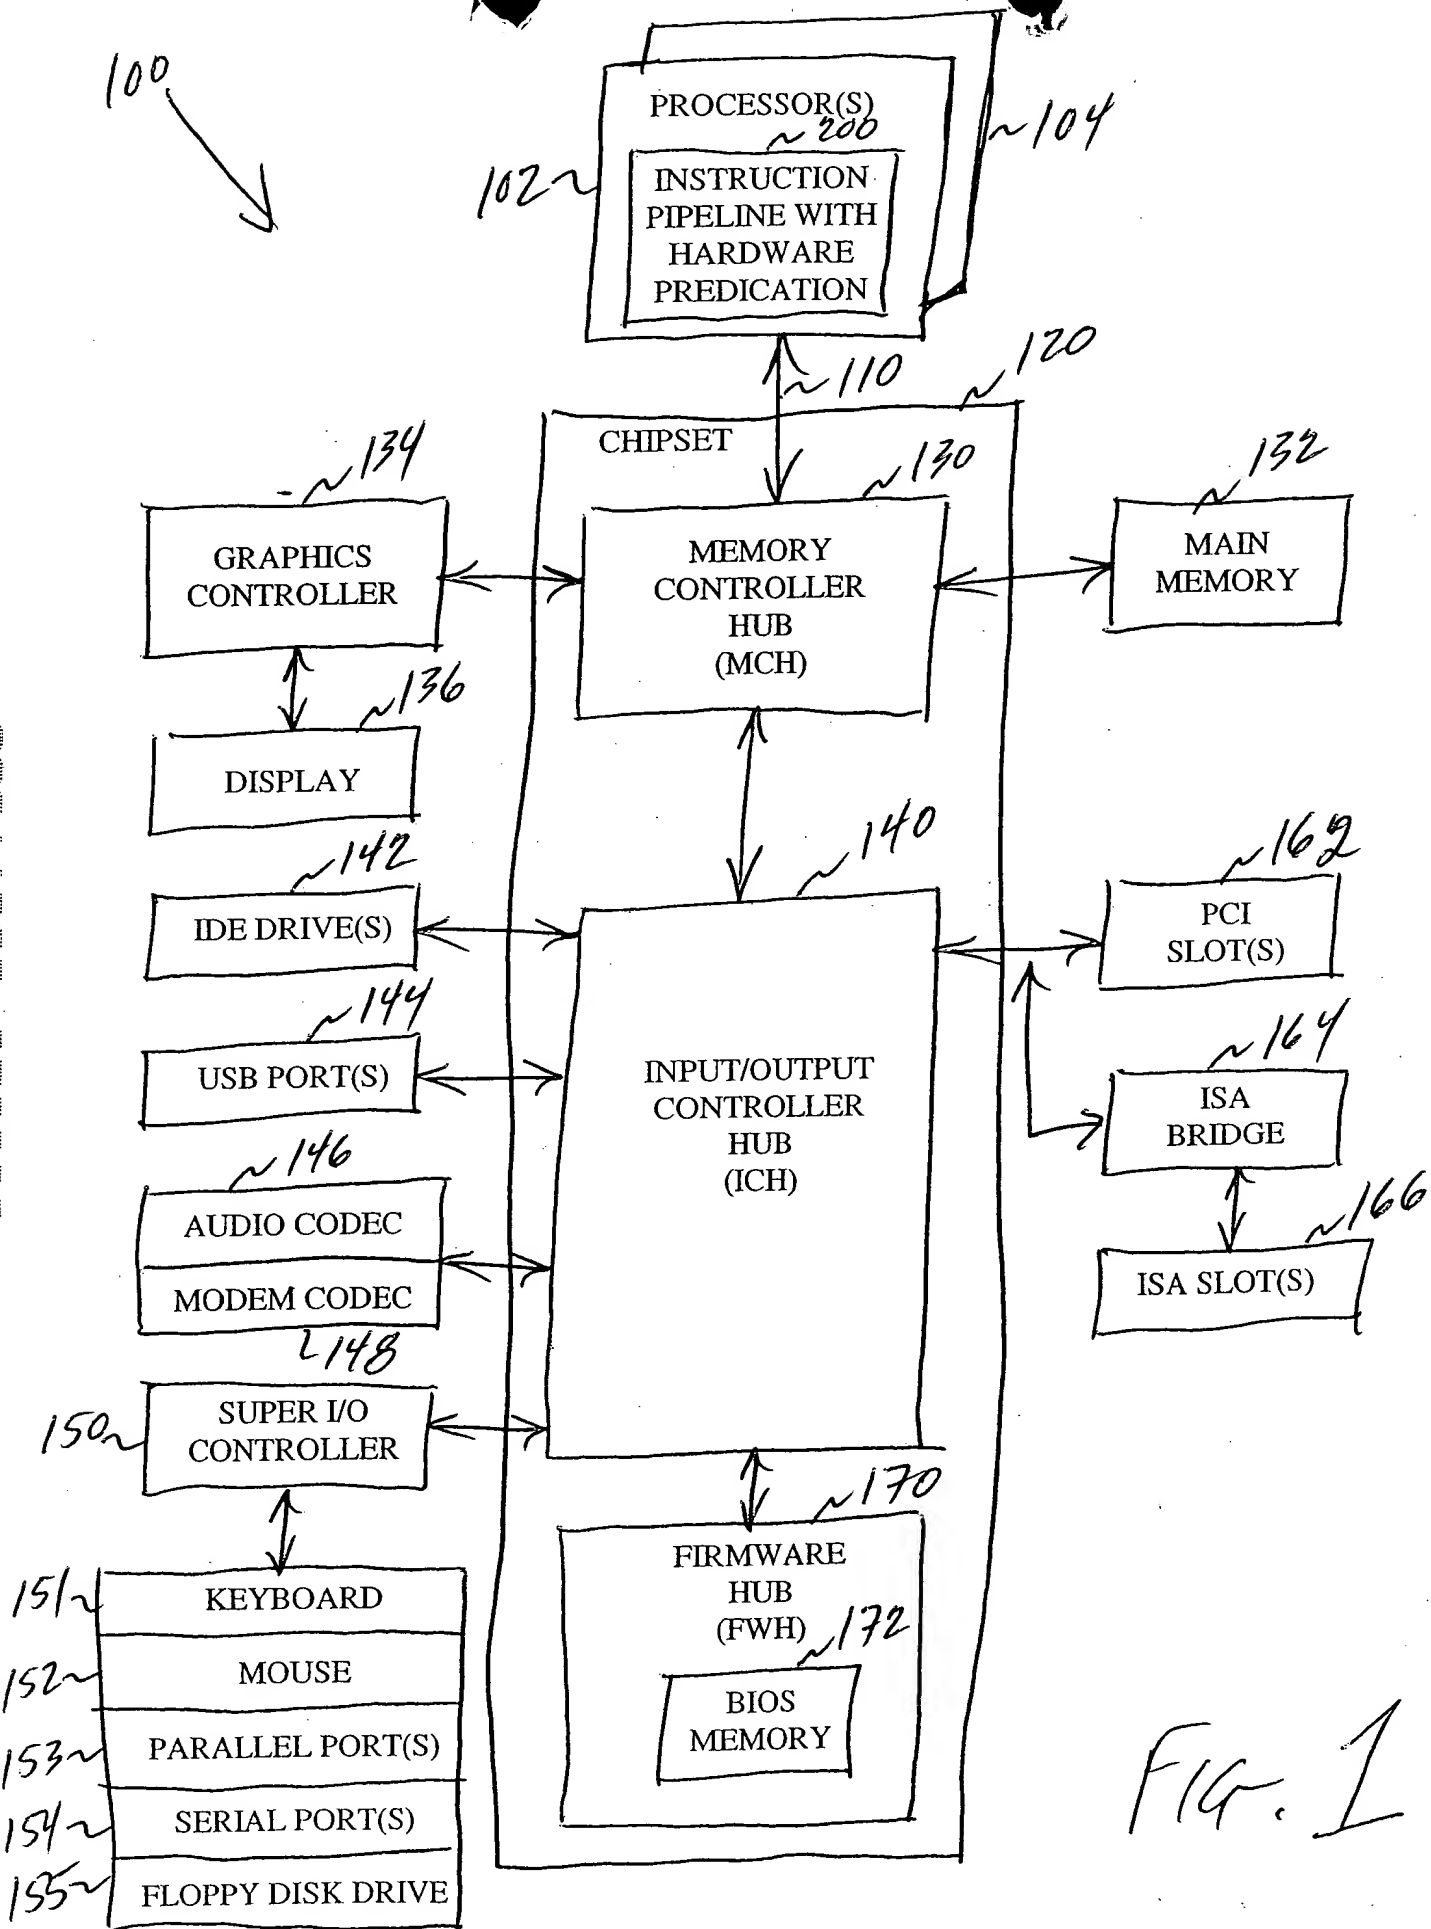 100
PROCESSOR(S)
200
104
102
INSTRUCTION
PIPELINE WITH
HARDWARE
PREDICATION
110
120
CHIPSET
134
130
132
GRAPHICS
CONTROLLER
MEMORY
CONTROLLER
HUB
(MCH)
MAIN
MEMORY
136
DISPLAY
142
140
162
IDE DRIVE(S)
PCI
SLOT(S)
144
164
USB PORT(S)
INPUT/OUTPUT
CONTROLLER
HUB
(ICH)
ISA
BRIDGE
146
166
AUDIO CODEC
MODEM CODEC
ISA SLOT(S)
148
150
SUPER I/O
CONTROLLER
170
FIRMWARE
HUB
(FWH)
172
BIOS
MEMORY
151
KEYBOARD
152
MOUSE
153
PARALLEL PORT(S)
154
SERIAL PORT(S)
155
FLOPPY DISK DRIVE
FIG. 1